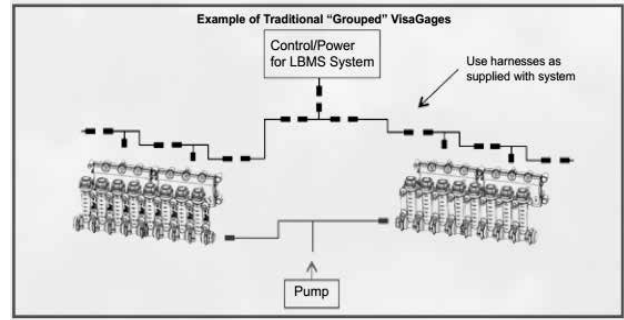 Example of Traditional “Grouped” VisaGages
Control/Power
for LBMS System
Use harnesses as
supplied with system
Pump